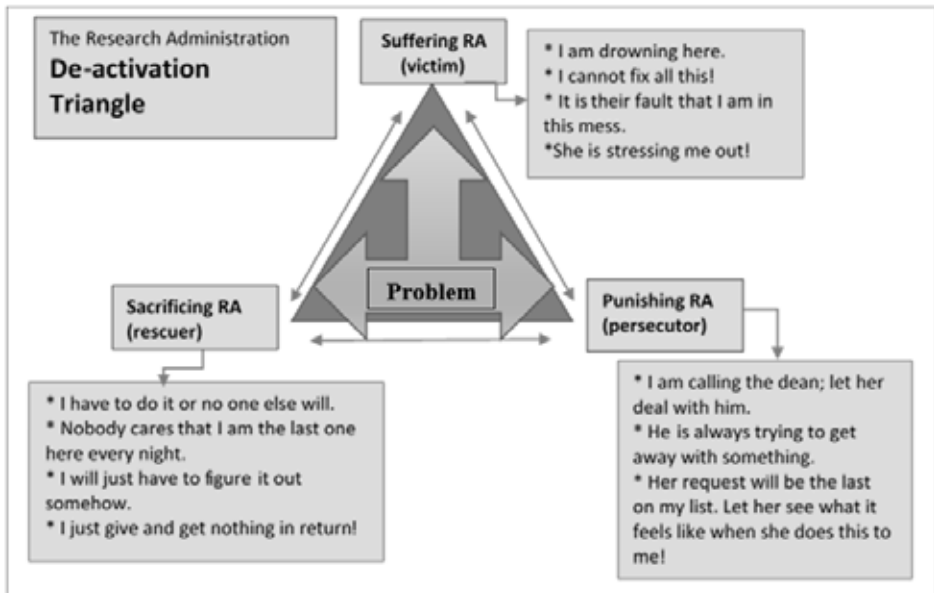 The Research Administration
De-activation
Triangle
Suffering RA
(victim)
* I am drowning here.
* I cannot fix all this!
* It is their fault that I am in
this mess.
*She is stressing me out!
Problem
Sacrificing RA
(rescuer)
Punishing RA
(persecutor)
* I have to do it or no one else will.
* Nobody cares that I am the last one
here every night.
* I will just have to figure it out
somehow.
* I just give and get nothing in return!
* I am calling the dean; let her
deal with him.
* He is always trying to get
away with something.
* Her request will be the last
on my list. Let her see what it
feels like when she does this to
me!